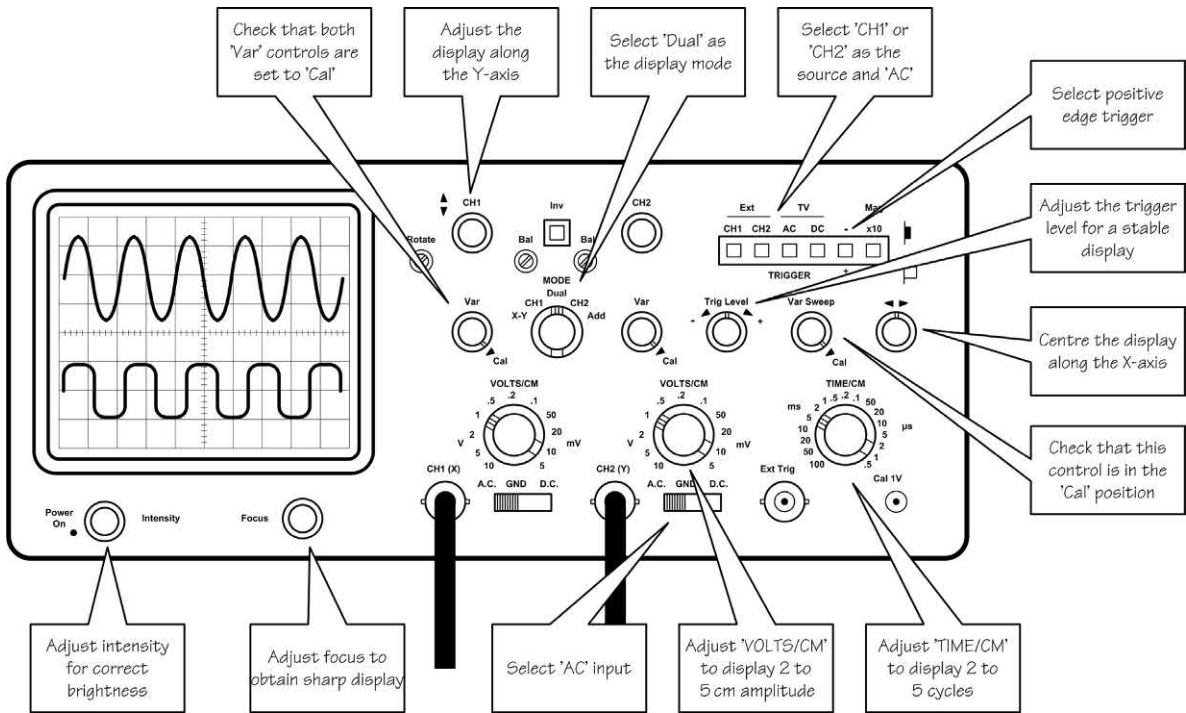 Check that both
'Var' controls are
set to 'Cal'
Adjust the
display along
the Y-axis
Select 'Dual' as
the display mode
Select 'CH1' or
'CH2' as the
source and 'AC'
Select positive
edge trigger
Adjust the trigger
level for a stable
display
Centre the display
along the X-axis
Check that this
control is in the
'Cal' position
CH1
Inv
CH2
Rotate
Bal
Bal
Ext
TV
Mag
CH1 CH2 AC DC - x10
TRIGGER
+
MODE
Dual
CH1 CH2
X-Y Add
Var
Cal
Var
Cal
Trig Level
- +
Var Sweep
Cal
VOLTS/CM
.5 .2 .1
1 50
2 20
V mV
5 10
10 5
VOLTS/CM
.5 .2 .1
1 50
2 20
V mV
5 10
10 5
TIME/CM
.5 .2 .1
1 50
2 20
ms 5 10 µs
10 5
20 2
50 1
100 .5
CH1 (X)
A.C. GND D.C.
CH2 (Y)
A.C. GND D.C.
Ext Trig
Cal 1V
Power
On
Intensity
Focus
Adjust intensity
for correct
brightness
Adjust focus to
obtain sharp display
Select 'AC' input
Adjust 'VOLTS/CM'
to display 2 to
5 cm amplitude
Adjust 'TIME/CM'
to display 2 to
5 cycles